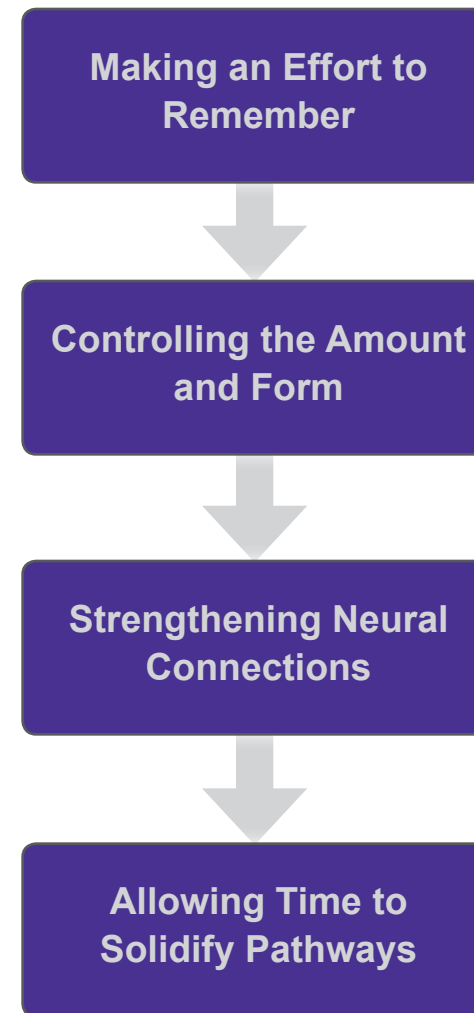 Making an Effort to
Remember
Controlling the Amount
and Form
Strengthening Neural
Connections
Allowing Time to
Solidify Pathways